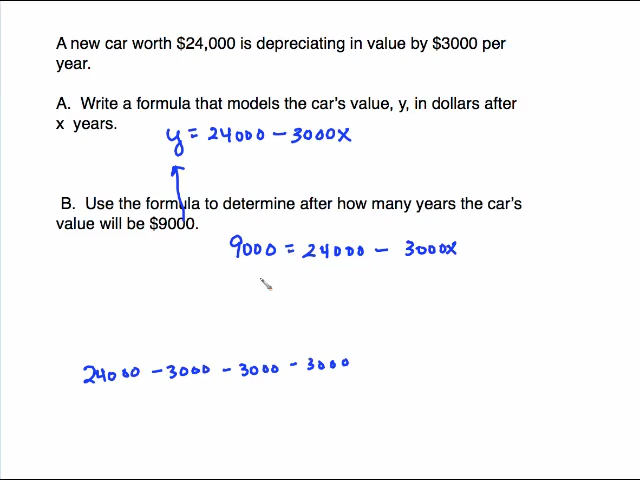 A new car worth $24,000 is depreciating in value by $3000 per
year.
A. Write a formula that models the car's value, y, in dollars after
x years.
y = 24000 - 3000x
B. Use the formula to determine after how many years the car's
value will be $9000.
9000 = 24000 - 3000x
24000 - 3000 - 3000 - 3000